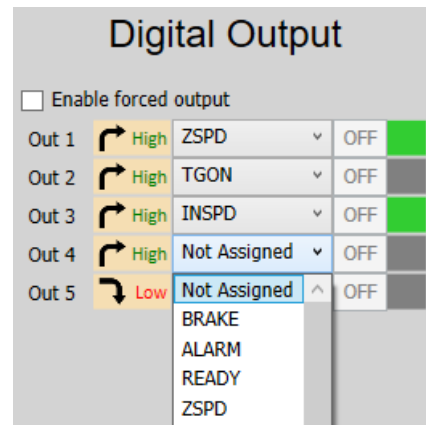 Digital Output
Enable forced output
Out 1 High ZSPD OFF
Out 2 High TGON OFF
Out 3 High INSPD OFF
Out 4 High Not Assigned OFF
Out 5 Low Not Assigned OFF
BRAKE
ALARM
READY
ZSPD